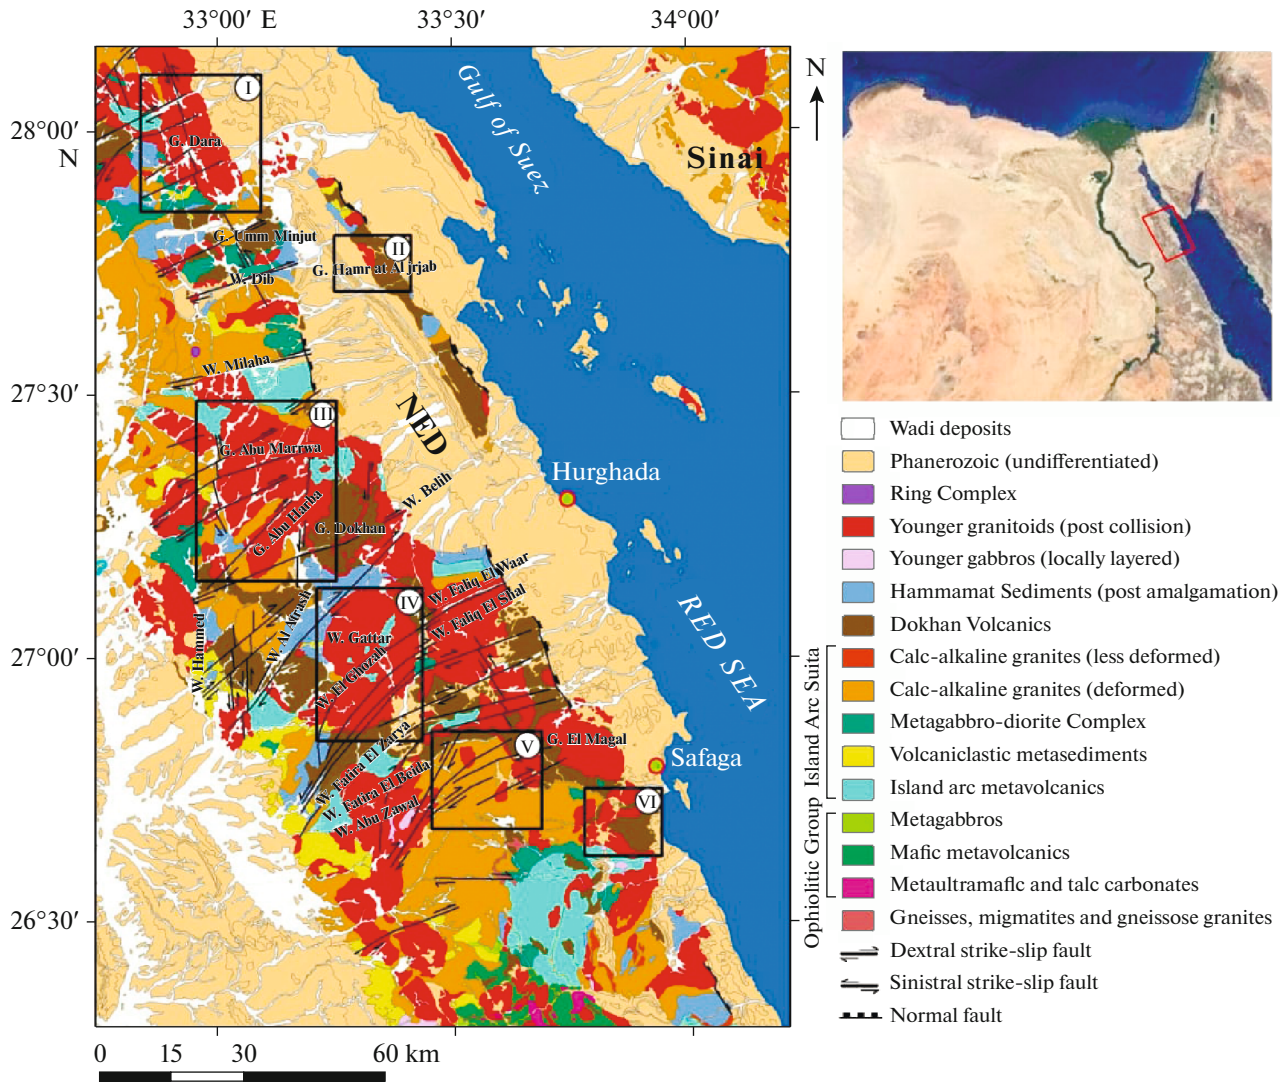 33°00′ E
33°30′
34°00′
28°00′
N
27°30′
27°00′
26°30′
I
G. Dara
Gulf of Suez
Sinai
N
G. Umm Minjut
II
G. Hamr at Al jrjab
W. Dib
W. Milaha
III
NED
G. Abu Marrwa
Hurghada
W. Belih
G. Abu Harba
G. Dokhan
W. Faliq El Waar
W. Faliq El Shal
IV
W. Hammed
W. Al Atrash
W. Gattar
W. El Ghozah
RED SEA
V
G. El Magal
Safaga
W. Fatira El Zarya
W. Fatira El Beida
W. Abu Zawal
VI
0 15 30 60 km
Wadi deposits
Phanerozoic (undifferentiated)
Ring Complex
Younger granitoids (post collision)
Younger gabbros (locally layered)
Hammamat Sediments (post amalgamation)
Dokhan Volcanics
Island Arc Suita
Calc-alkaline granites (less deformed)
Calc-alkaline granites (deformed)
Metagabbro-diorite Complex
Volcaniclastic metasediments
Island arc metavolcanics
Ophiolitic Group
Metagabbros
Mafic metavolcanics
Metaultramaflc and talc carbonates
Gneisses, migmatites and gneissose granites
Dextral strike-slip fault
Sinistral strike-slip fault
Normal fault